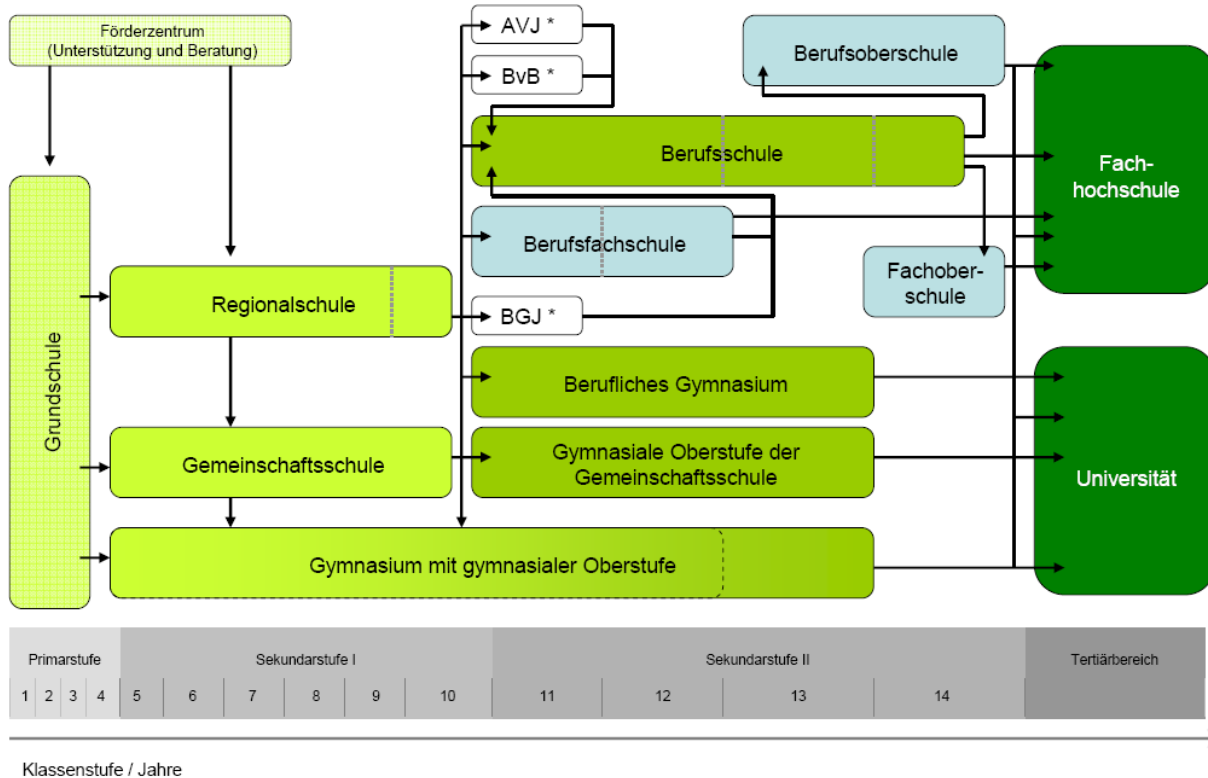 Förderzentrum
(Unterstützung und Beratung)
AVJ *
BvB *
Berufsoberschule
Berufsschule
Fach-
hochschule
Berufsfachschule
Fachober-
schule
Regionalschule
BGJ *
Grundschule
Berufliches Gymnasium
Gemeinschaftsschule
Gymnasiale Oberstufe der
Gemeinschaftsschule
Universität
Gymnasium mit gymnasialer Oberstufe
Primarstufe
Sekundarstufe I
Sekundarstufe II
Tertiärbereich
1 2 3 4 5 6 7 8 9 10 11 12 13 14
Klassenstufe / Jahre